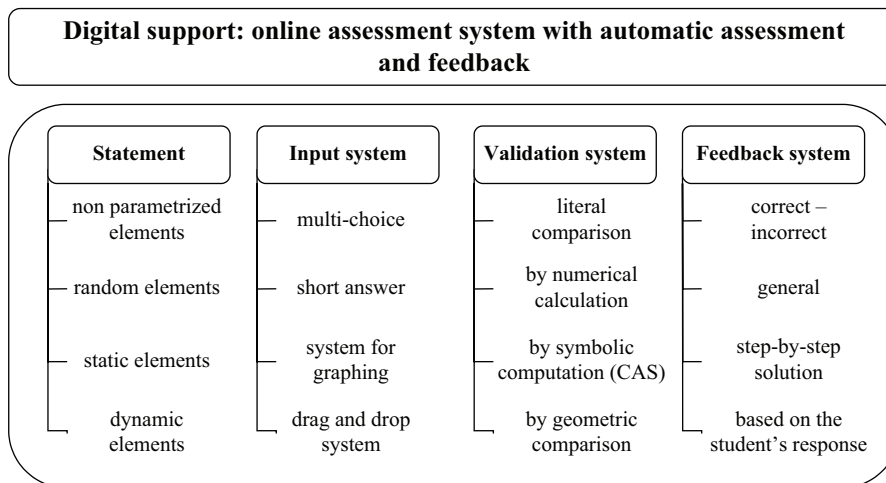 Digital support: online assessment system with automatic assessment
and feedback
Statement
non parametrized
elements
random elements
static elements
dynamic
elements
Input system
multi-choice
short answer
system for
graphing
drag and drop
system
Validation system
literal
comparison
by numerical
calculation
by symbolic
computation (CAS)
by geometric
comparison
Feedback system
correct –
incorrect
general
step-by-step
solution
based on the
student’s response